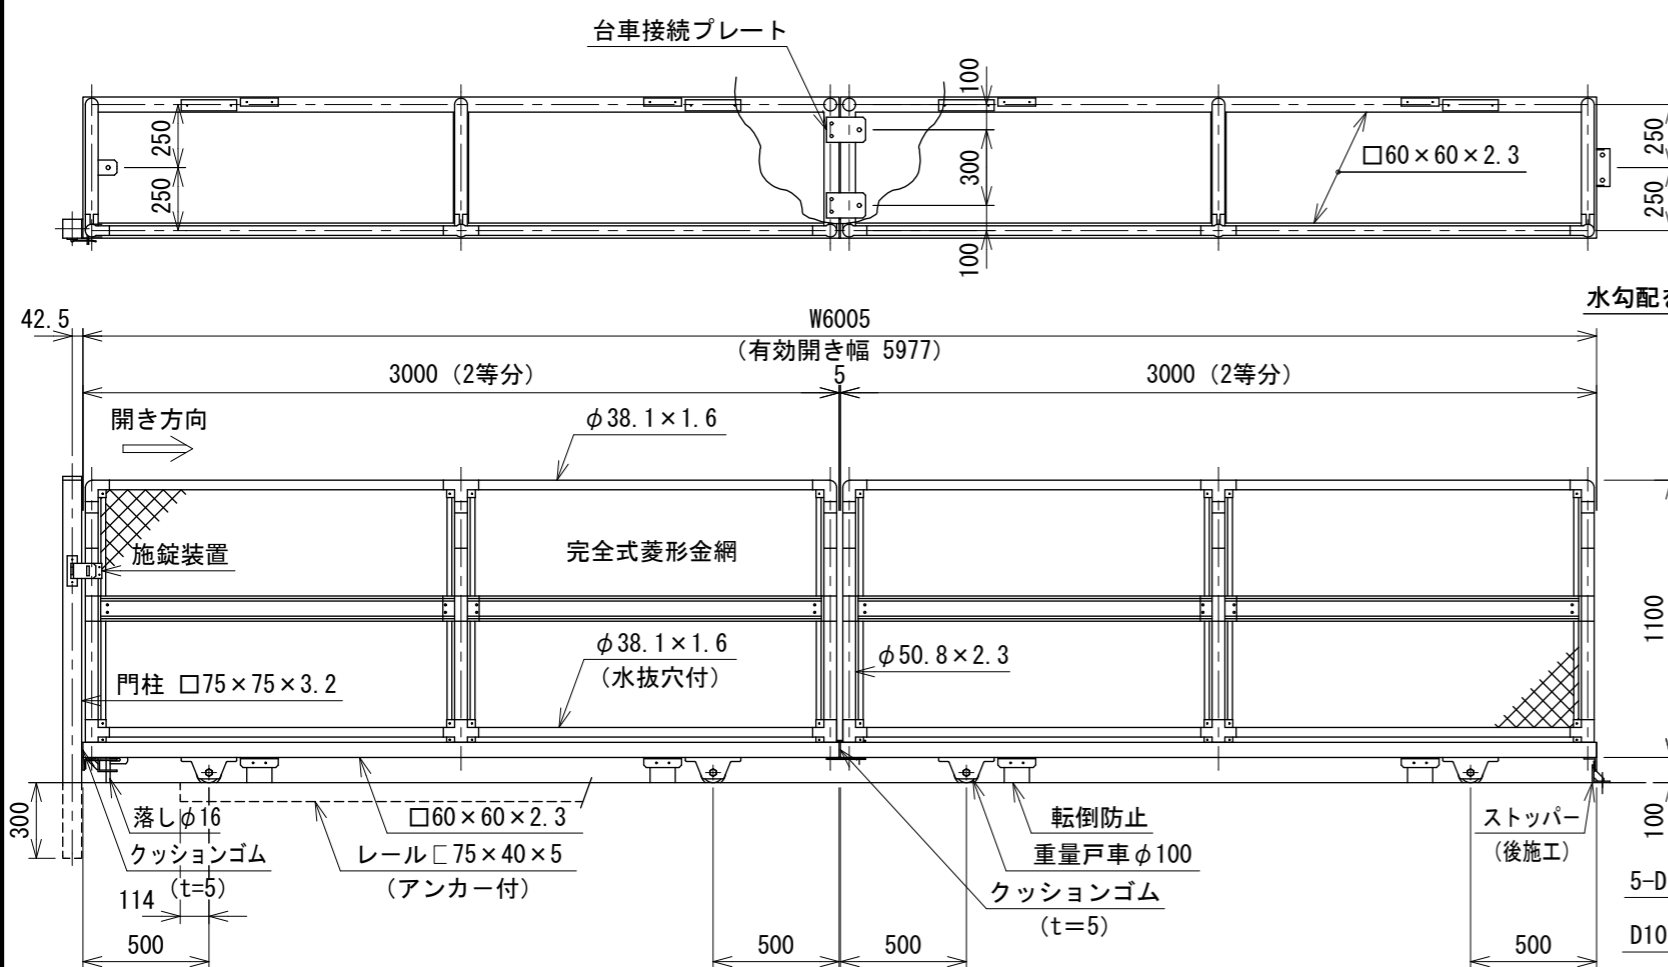 台車接続プレート
100
250
250
300
□60×60×2.3
250
250
100
水勾配
42.5
W6005
(有効開き幅 5977)
3000 (2等分)
5
3000 (2等分)
開き方向
φ38.1×1.6
施錠装置
完全式菱形金網
1100
φ38.1×1.6
(水抜穴付)
φ50.8×2.3
門柱 □75×75×3.2
300
落しφ16
□60×60×2.3
転倒防止
ストッパー
(後施工)
100
クッションゴム
(t=5)
レール⊏75×40×5
(アンカー付)
重量戸車φ100
クッションゴム
(t=5)
114
5-D
D10
500
500
500
500